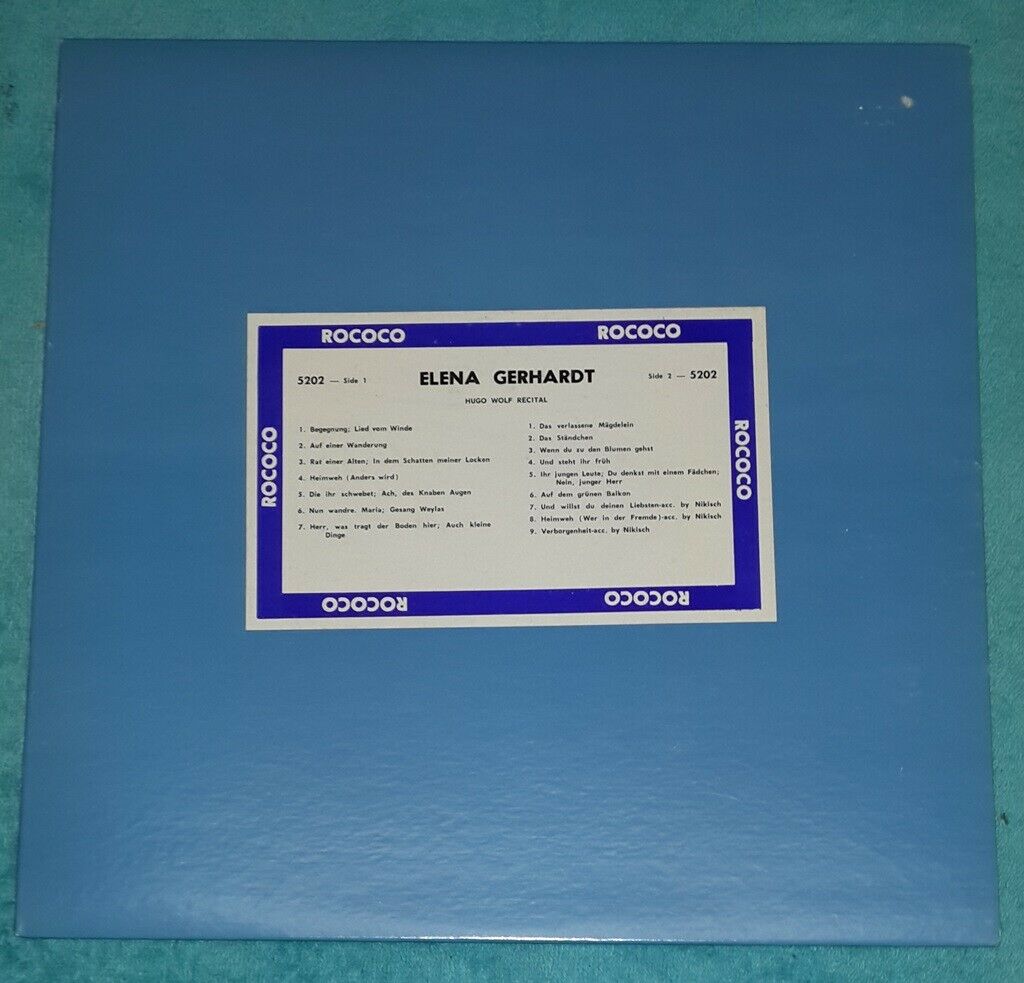 ROCOCO ROCOCO
5202 — Side 1 ELENA GERHARDT Side 2 — 5202
HUGO WOLF RECITAL
1. Begegnung; Lied vom Winde
2. Auf einer Wanderung
3. Rat einer Alten; In dem Schatten meiner Locken
4. Heimweh (Anders wird)
5. Die ihr schwebet; Ach, des Knaben Augen
6. Nun wandre. Maria; Gesang Weylas
7. Herr, was tragt der Boden hier; Auch kleine
Dinge
1. Das verlassene Mägdelein
2. Das Ständchen
3. Wenn du zu den Blumen gehst
4. Und steht ihr früh
5. Ihr jungen Leute; Du denkst mit einem Fädchen;
Nein, junger Herr
6. Auf dem grünen Balkon
7. Und willst du deinen Liebsten-acc. by Nikisch
8. Heimweh (Wer in der Fremde)-acc. by Nikisch
9. Verborgenheit-acc. by Nikisch
ROCOCO
ROCOCO
ROCOCO ROCOCO